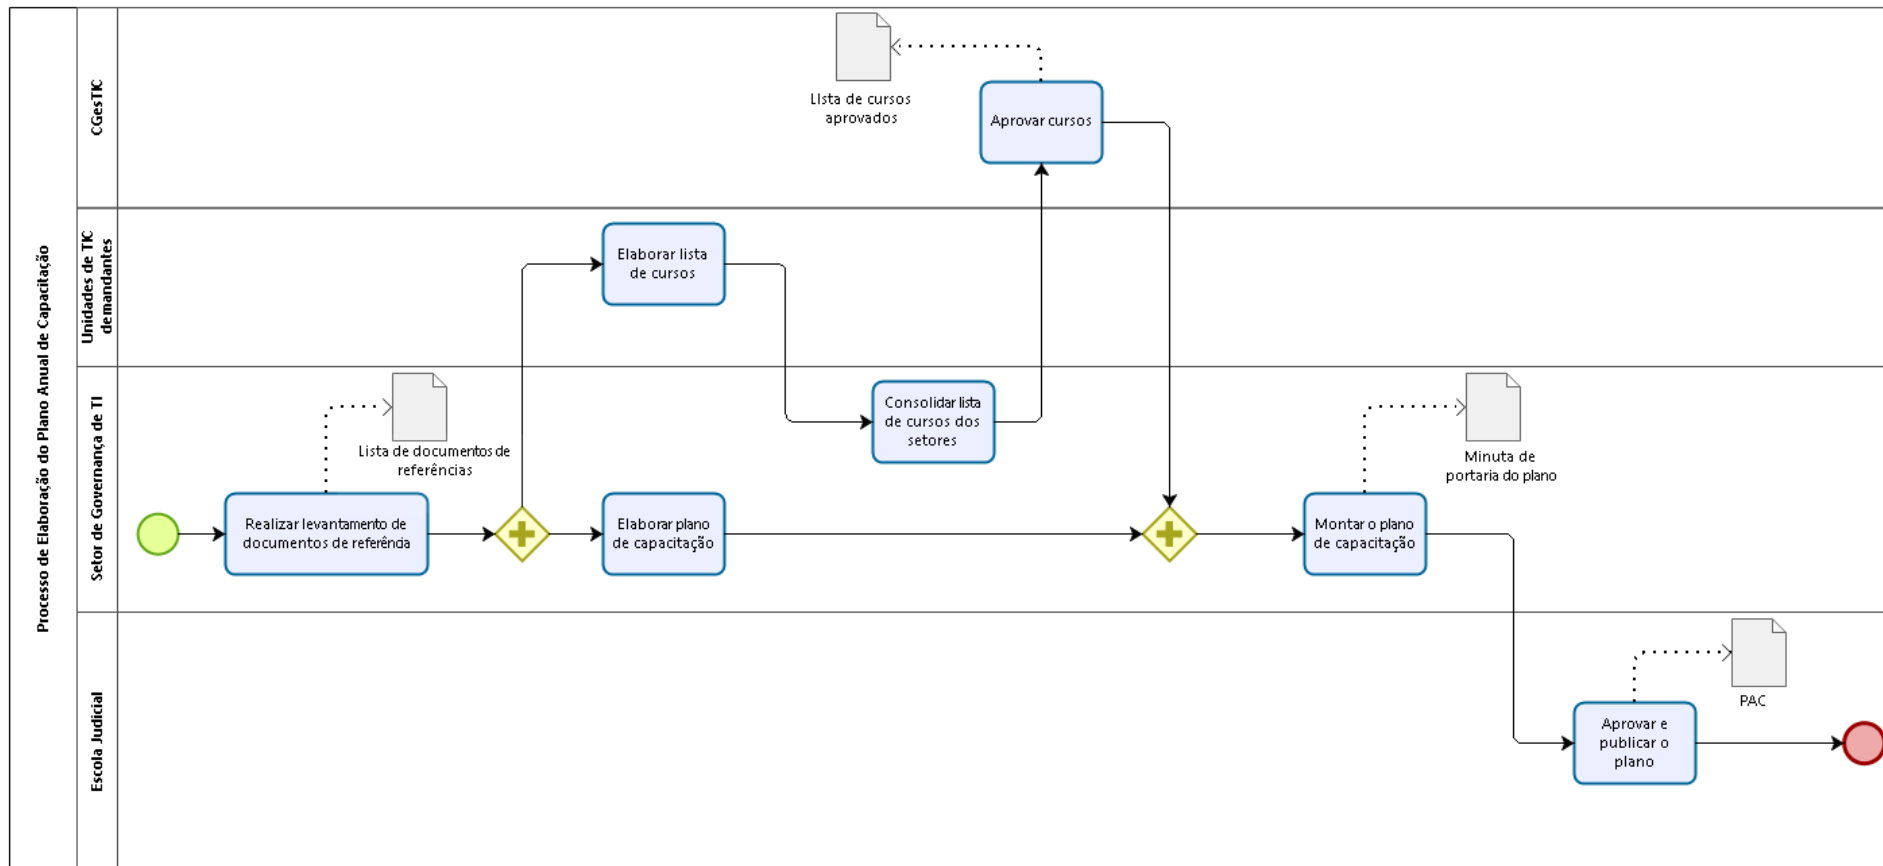 Processo de Elaboração do Plano Anual de Capacitação
CGesTIC
LIsta de cursos
aprovados
Aprovar cursos
Unidades de TIC
demandantes
Elaborar lista
de cursos
Setor de Governança de TI
Lista de documentos de
referências
Realizar levantamento de
documentos de referência
Elaborar plano
de capacitação
Consolidar lista
de cursos dos
setores
Minuta de
portaria do plano
Montar o plano
de capacitação
Escola Judicial
PAC
Aprovar e
publicar o
plano